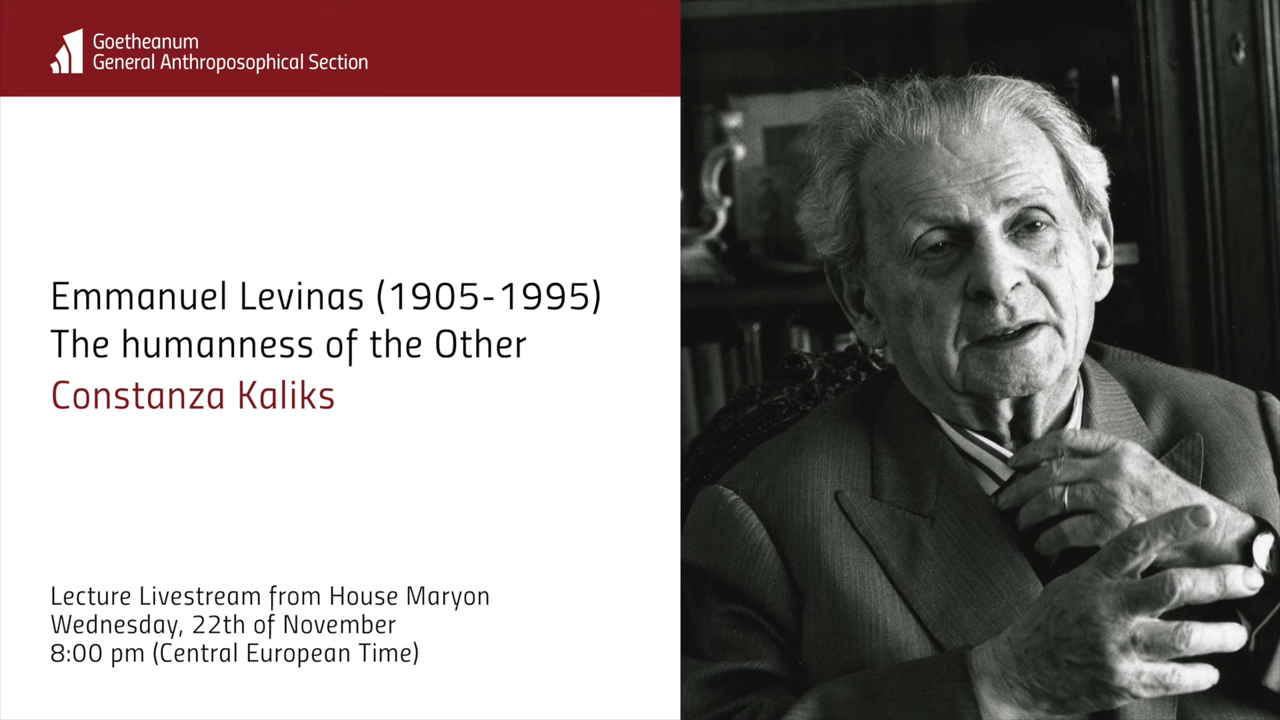 Goetheanum
General Anthroposophical Section
Emmanuel Levinas (1905-1995)
The humanness of the Other
Constanza Kaliks
Lecture Livestream from House Maryon
Wednesday, 22th of November
8:00 pm (Central European Time)